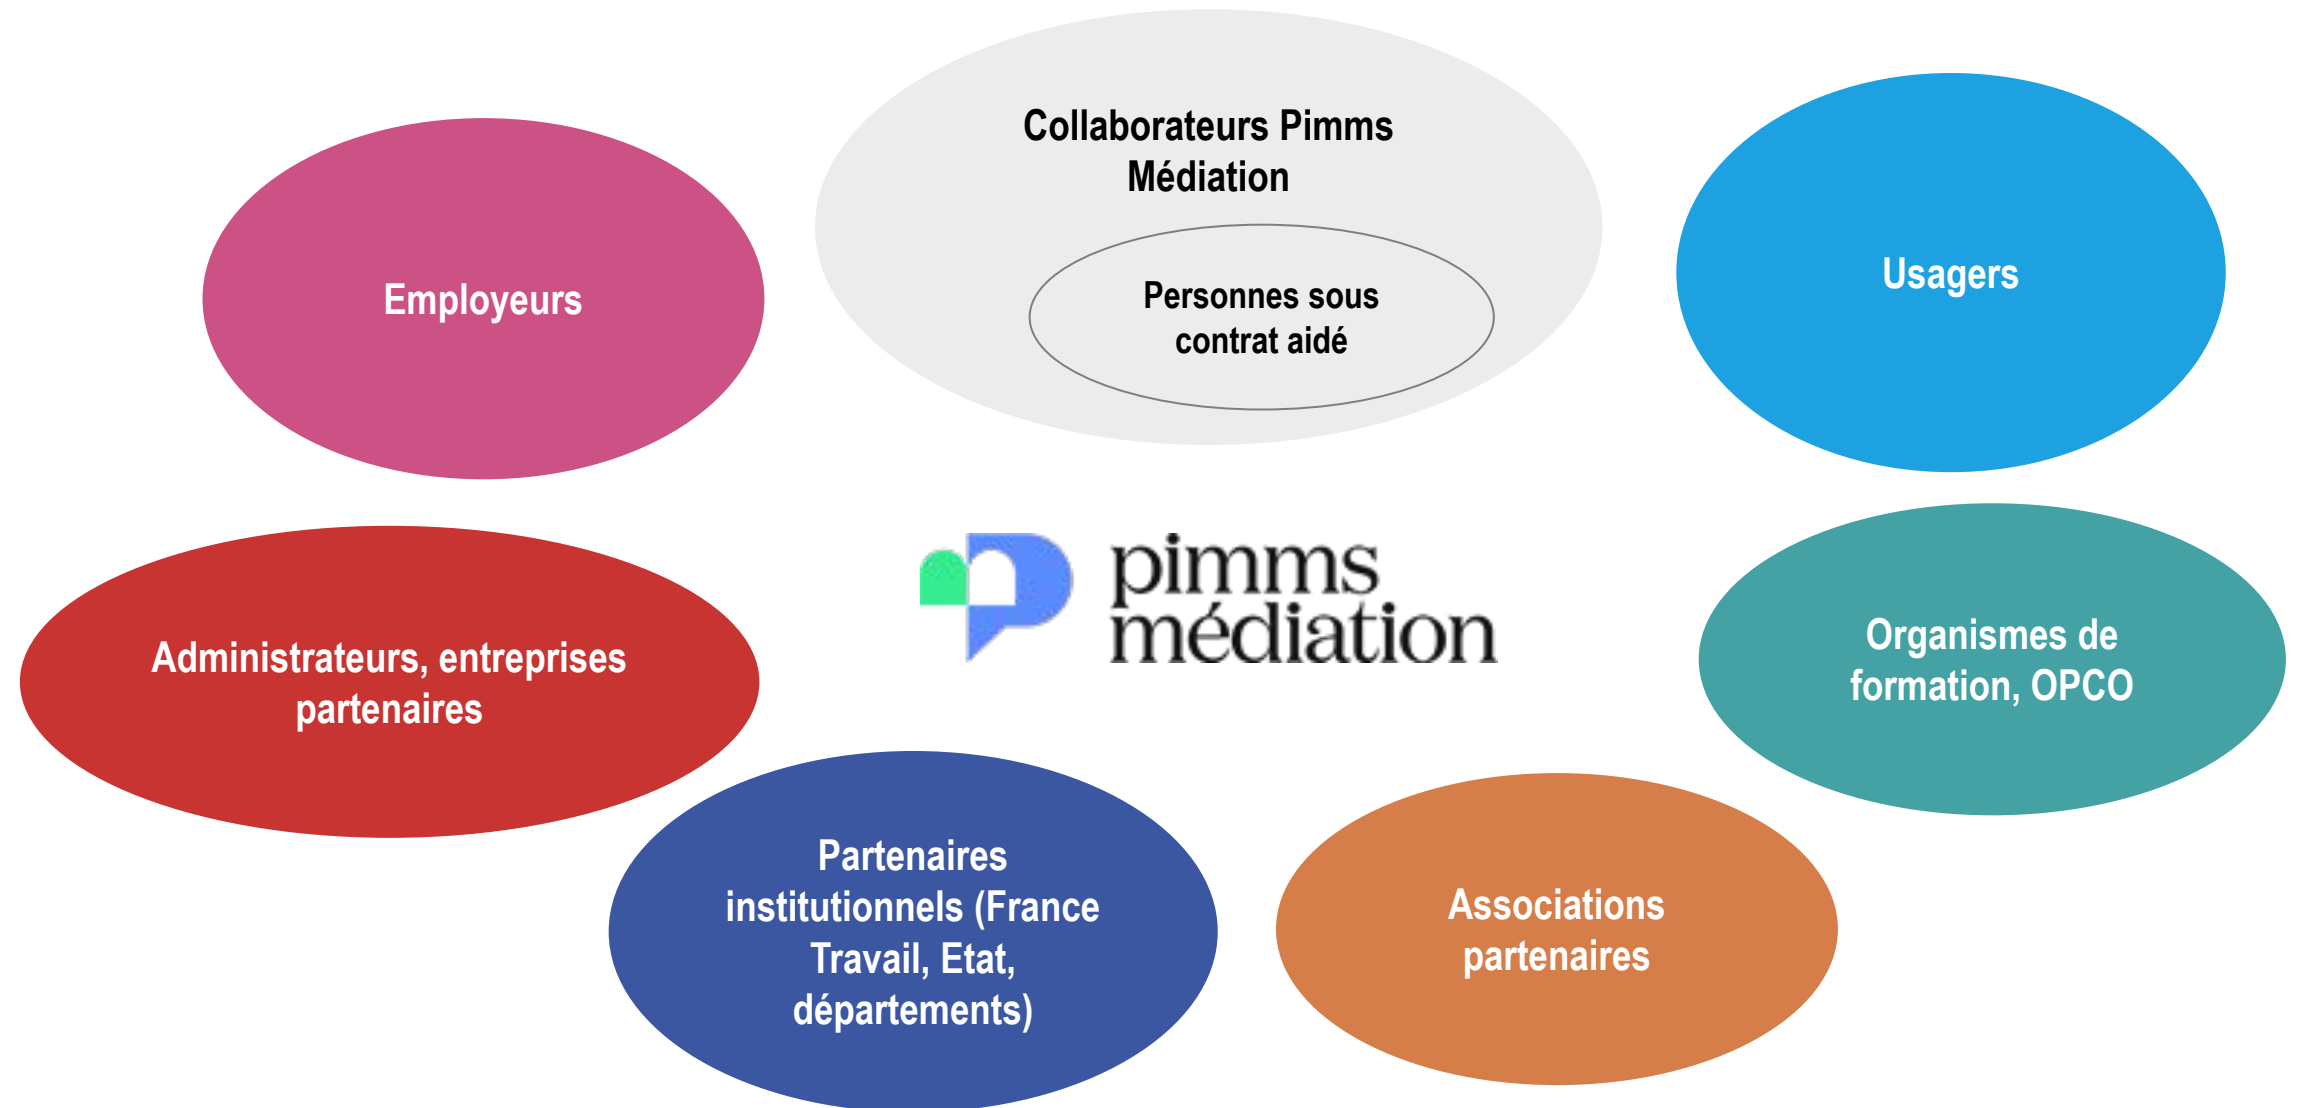 Collaborateurs Pimms
Médiation
Personnes sous
contrat aidé
Employeurs
Usagers
pimms
médiation
Administrateurs, entreprises
partenaires
Organismes de
formation, OPCO
Partenaires
institutionnels (France
Travail, Etat,
départements)
Associations
partenaires